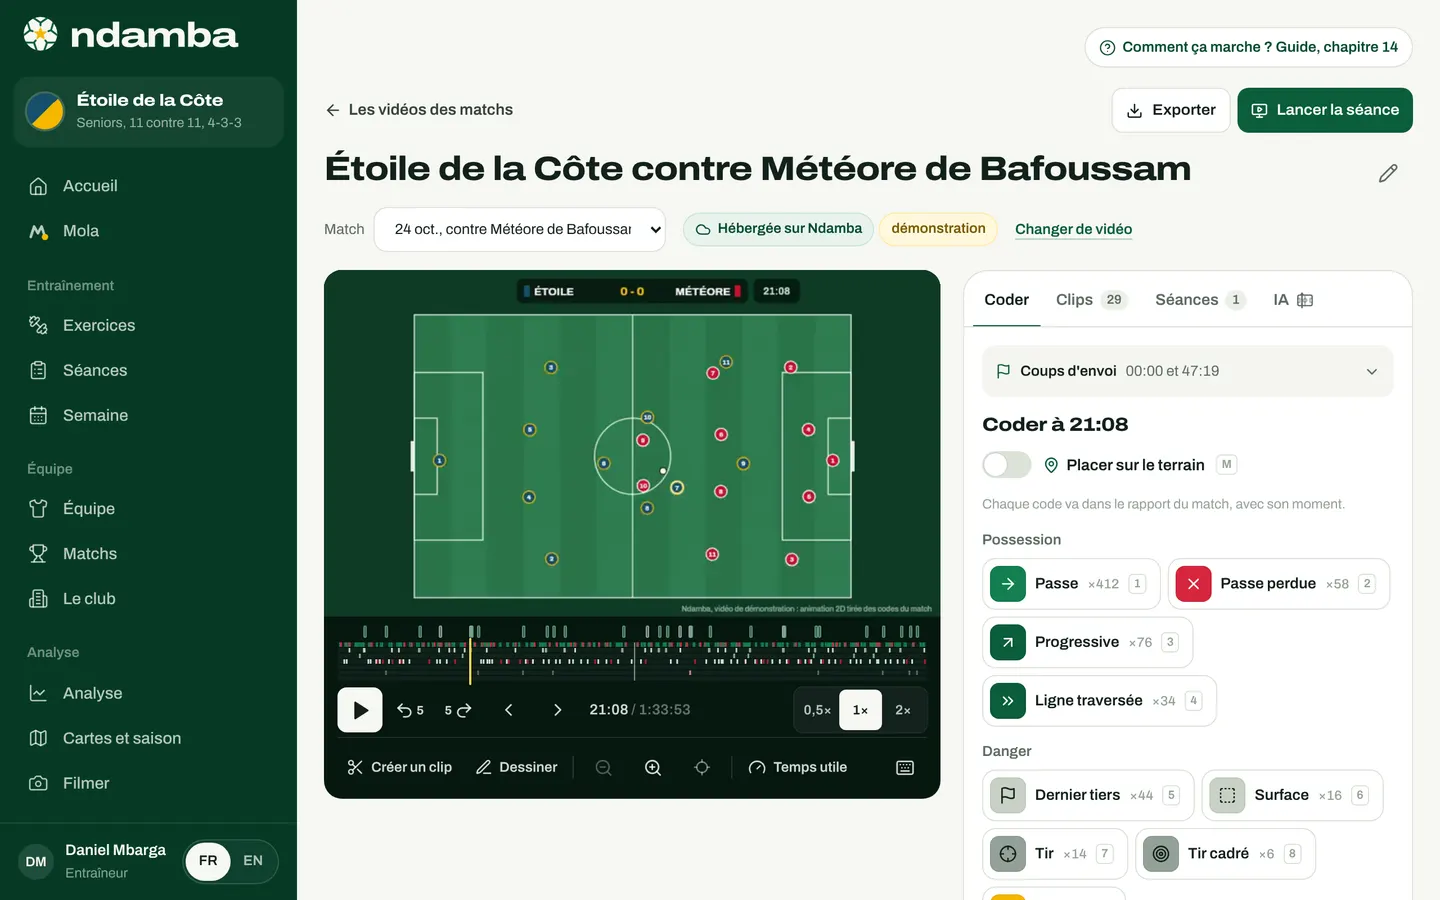 ndamba
Étoile de la Côte
Seniors, 11 contre 11, 4-3-3
Accueil
Mola
Entraînement
Exercices
Séances
Semaine
Équipe
Équipe
Matchs
Le club
Analyse
Analyse
Cartes et saison
Filmer
DM
Daniel Mbarga
Entraîneur
FR
EN
Comment ça marche ? Guide, chapitre 14
Les vidéos des matchs
Exporter
Lancer la séance
Étoile de la Côte contre Météore de Bafoussam
Match
24 oct., contre Météore de Bafoussar
Hébergée sur Ndamba
démonstration
Changer de vidéo
ÉTOILE 0 - 0 MÉTÉORE 21:08
Ndamba, vidéo de démonstration : animation 2D tirée des codes du match
5 5 21:08 / 1:33:53 0,5× 1× 2×
Créer un clip
Dessiner
Temps utile
Coder
Clips 29
Séances 1
IA
Coups d'envoi 00:00 et 47:19
Coder à 21:08
Placer sur le terrain M
Chaque code va dans le rapport du match, avec son moment.
Possession
Passe ×412 1
Passe perdue ×58 2
Progressive ×76 3
Ligne traversée ×34 4
Danger
Dernier tiers ×44 5
Surface ×16 6
Tir ×14 7
Tir cadré ×6 8